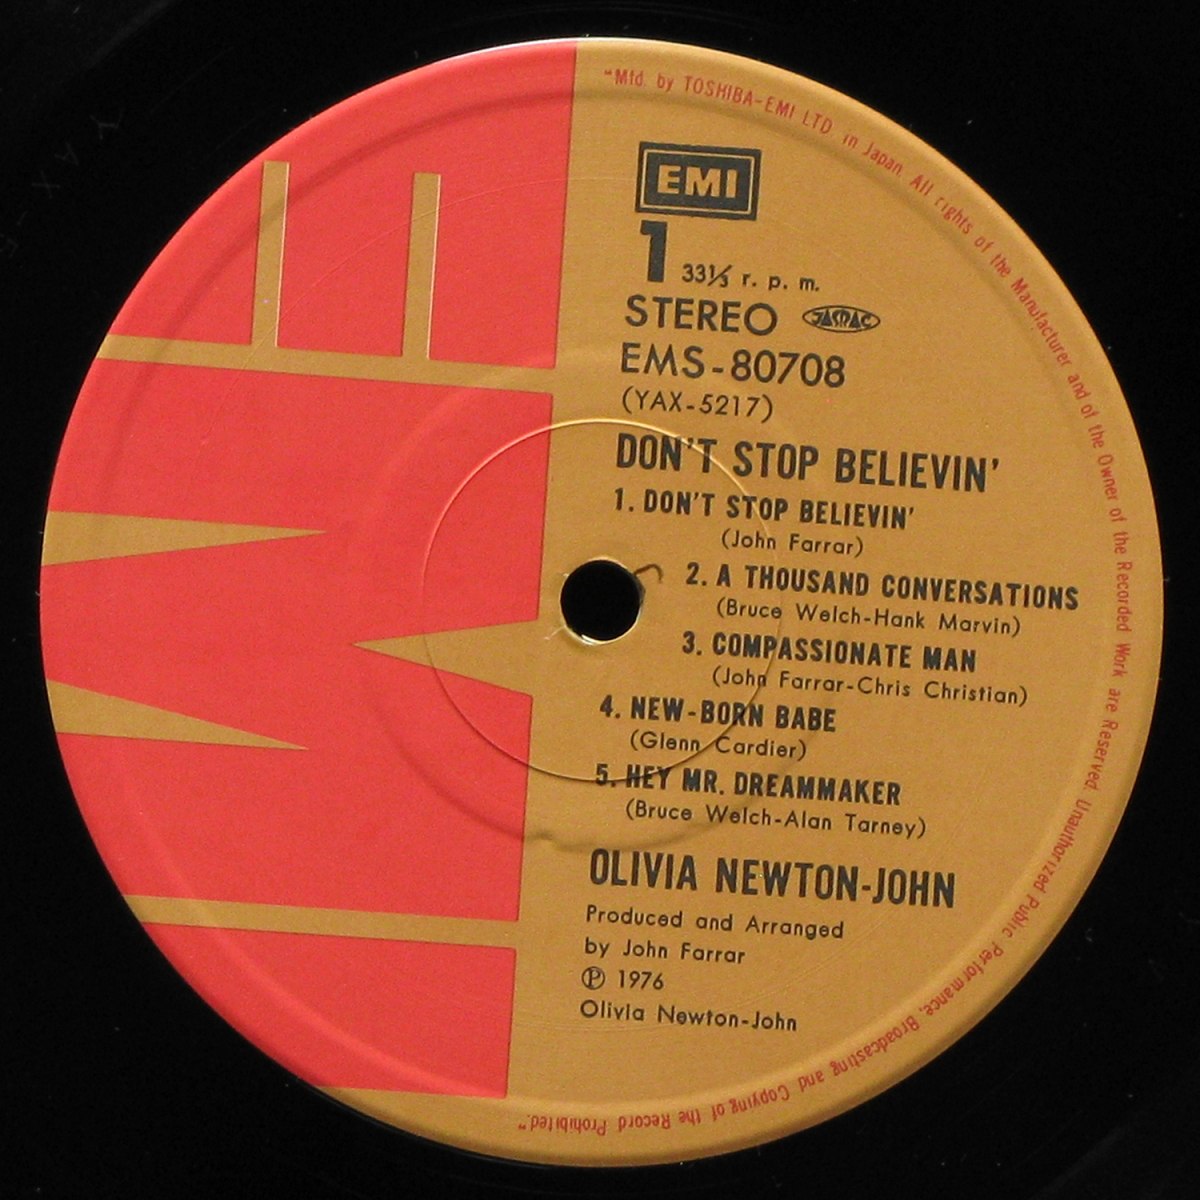 "Mfd. by TOSHIBA-EMI LTD. in Japan. All rights of the Manufacturer and of the Owner of the Recorded Work are Reserved. Unauthorized Public Performance, Broadcasting and Copying of the Record Prohibited."
EMI
1 33⅓ r. p. m.
STEREO JASRAC
EMS-80708
(YAX-5217)
DON'T STOP BELIEVIN'
1. DON'T STOP BELIEVIN'
(John Farrar)
2. A THOUSAND CONVERSATIONS
(Bruce Welch-Hank Marvin)
3. COMPASSIONATE MAN
(John Farrar-Chris Christian)
4. NEW-BORN BABE
(Glenn Cardier)
5. HEY MR. DREAMMAKER
(Bruce Welch-Alan Tarney)
OLIVIA NEWTON-JOHN
Produced and Arranged
by John Farrar
℗ 1976
Olivia Newton-John